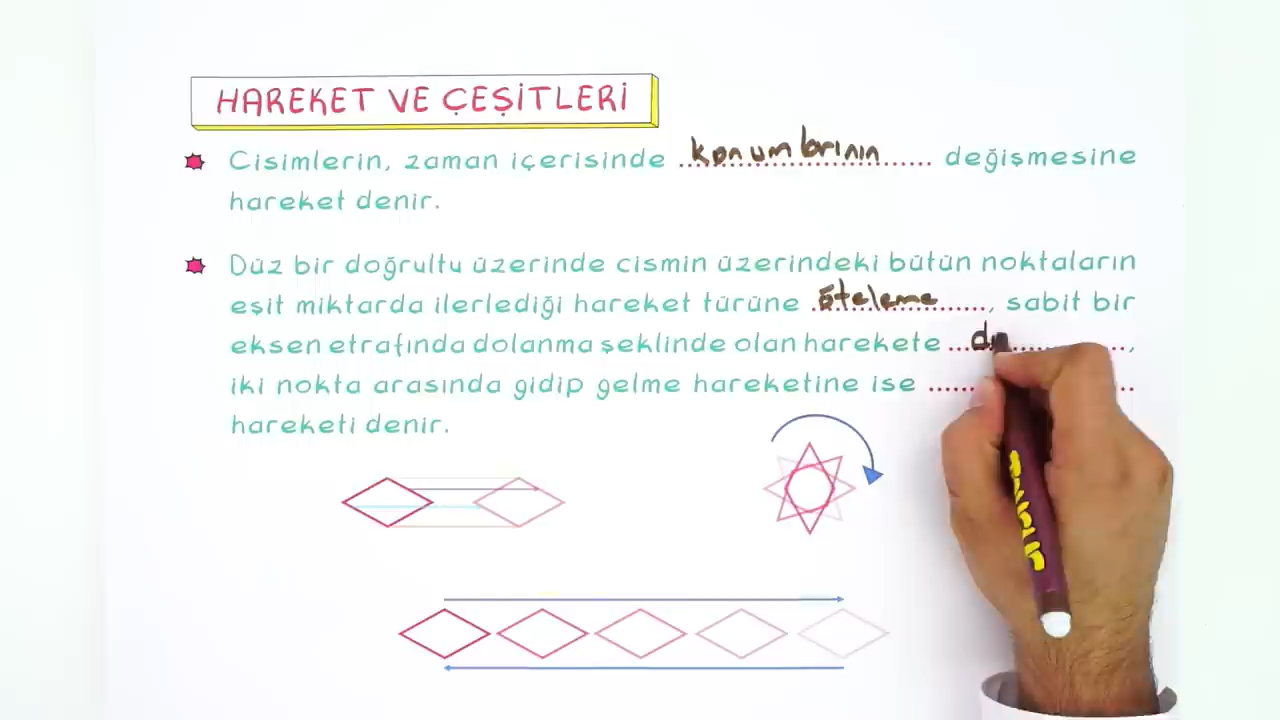 HAREKET VE ÇEŞİTLERİ
Cisimlerin, zaman içerisinde konumlarının değişmesine
hareket denir.
Düz bir doğrultu üzerinde cismin üzerindeki bütün noktaların
eşit miktarda ilerlediği hareket türüne öteleme, sabit bir
eksen etrafında dolanma şeklinde olan harekete ,
iki nokta arasında gidip gelme hareketine ise
hareketi denir.